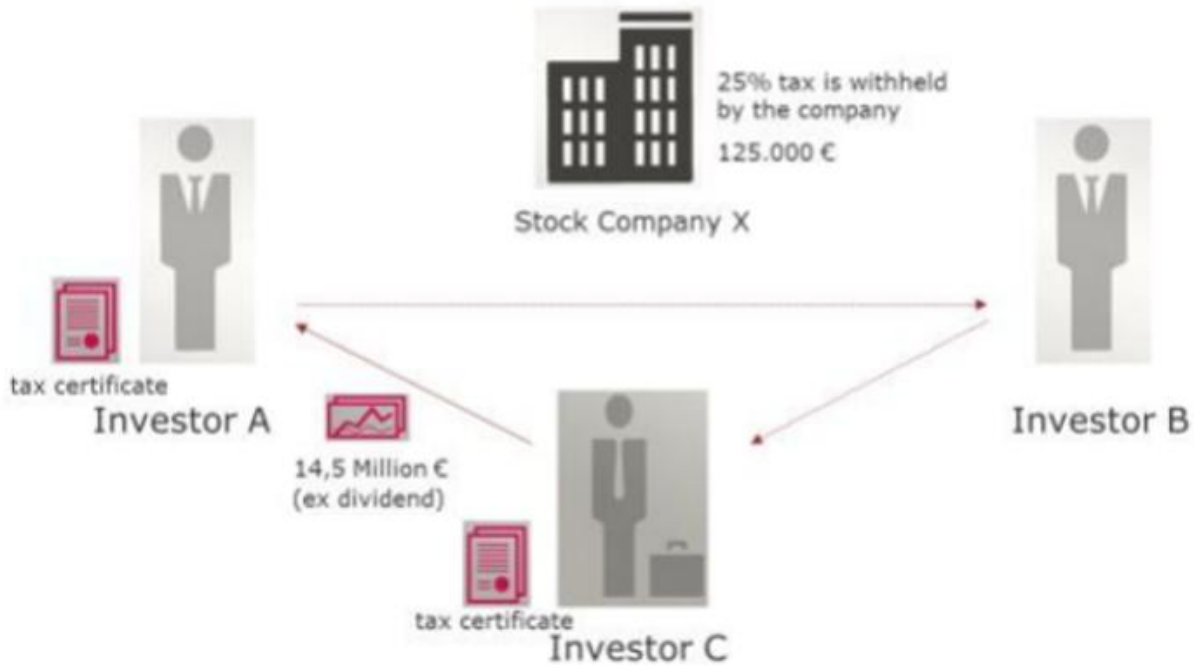 25% tax is withheld
by the company
125.000 €
Stock Company X
tax certificate
Investor A
Investor B
14,5 Million €
(ex dividend)
tax certificate
Investor C